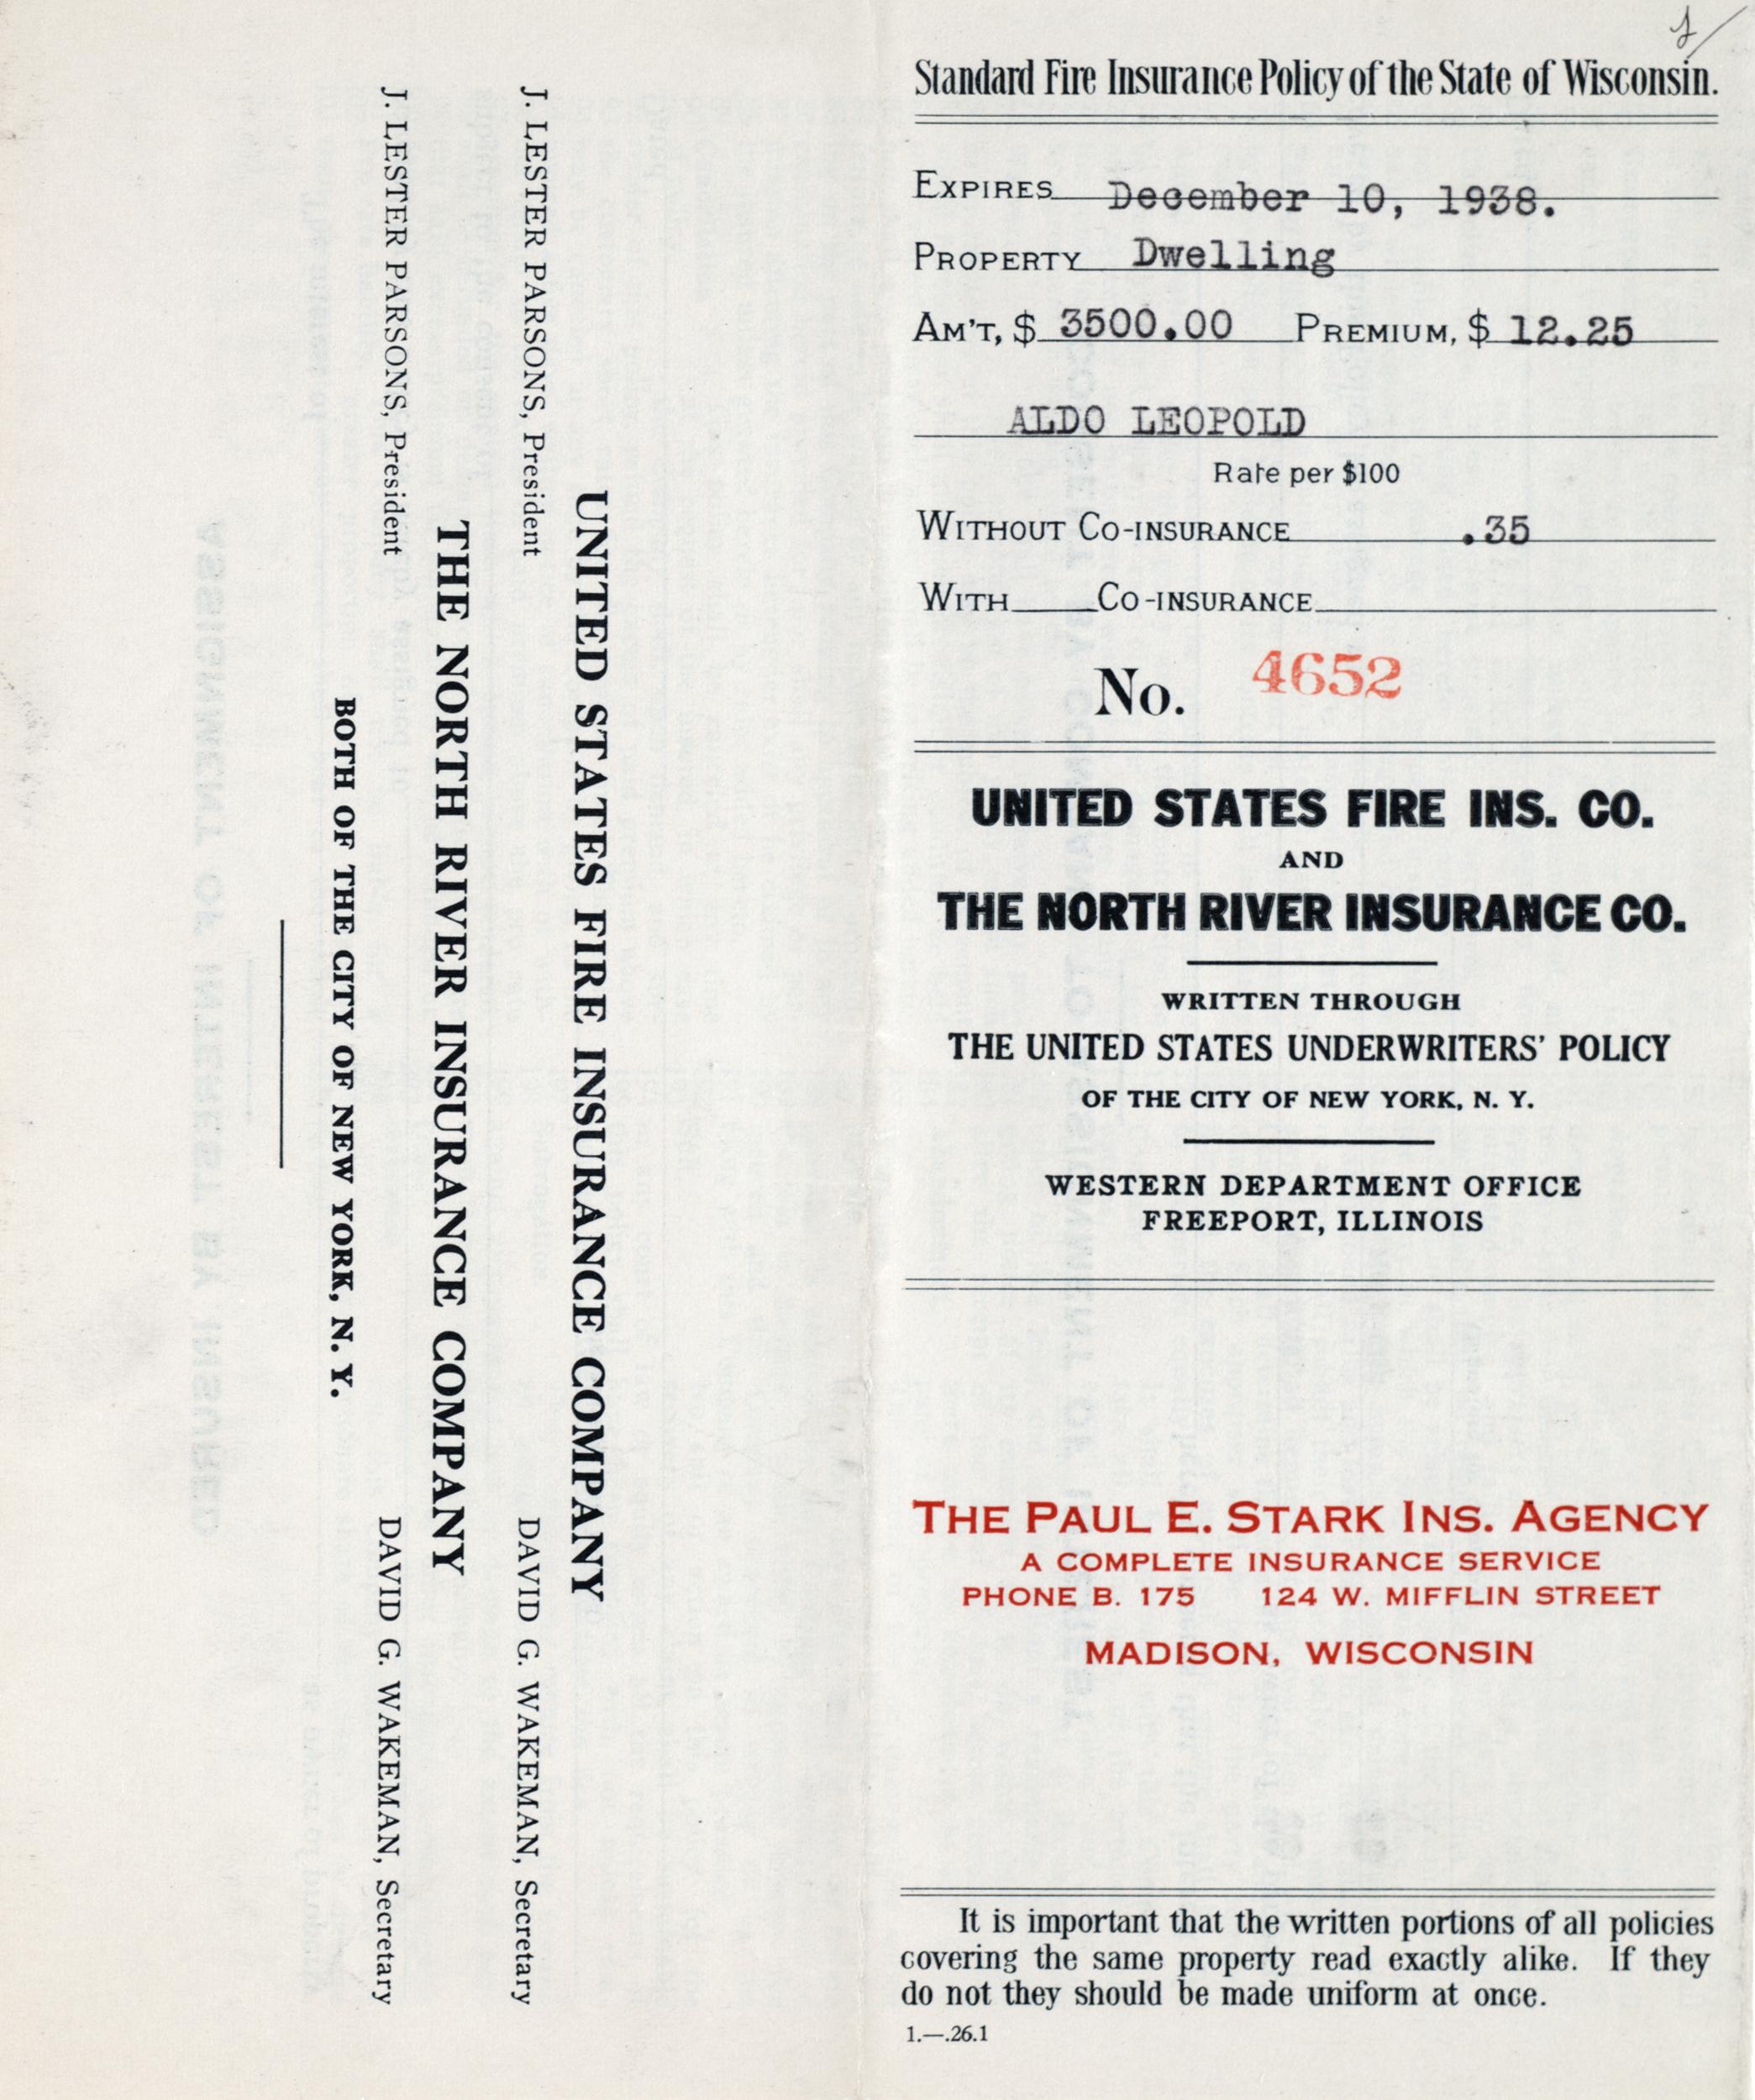 Standard Fire Insurance Policy of the State of Wisconsin.
EXPIRES December 10, 1938.
PROPERTY Dwelling
AM'T, $ 3500.00 PREMIUM, $ 12.25
ALDO LEOPOLD
Rate per $100
WITHOUT CO-INSURANCE .35
WITH CO-INSURANCE
No. 4652
UNITED STATES FIRE INS. CO.
AND
THE NORTH RIVER INSURANCE CO.
WRITTEN THROUGH
THE UNITED STATES UNDERWRITERS' POLICY
OF THE CITY OF NEW YORK, N. Y.
WESTERN DEPARTMENT OFFICE
FREEPORT, ILLINOIS
THE PAUL E. STARK INS. AGENCY
A COMPLETE INSURANCE SERVICE
PHONE B. 175 124 W. MIFFLIN STREET
MADISON, WISCONSIN
It is important that the written portions of all policies
covering the same property read exactly alike. If they
do not they should be made uniform at once.
1.—.26.1
UNITED STATES FIRE INSURANCE COMPANY
J. LESTER PARSONS, President DAVID G. WAKEMAN, Secretary
THE NORTH RIVER INSURANCE COMPANY
J. LESTER PARSONS, President DAVID G. WAKEMAN, Secretary
BOTH OF THE CITY OF NEW YORK, N. Y.